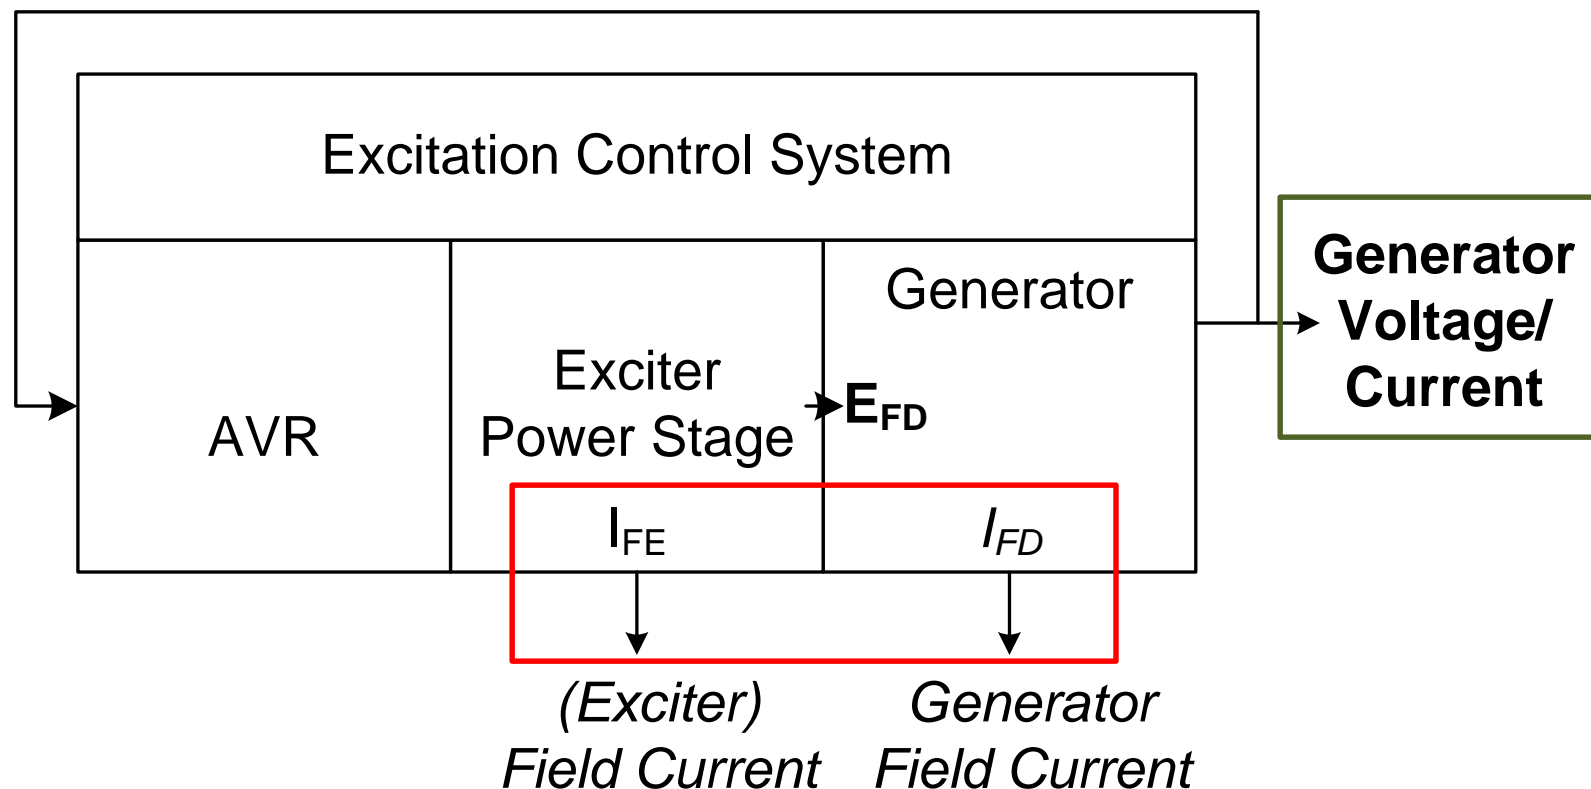 Excitation Control System
AVR
Exciter
Power Stage
I_FE
Generator
E_FD
I_FD
Generator
Voltage/
Current
(Exciter)
Field Current
Generator
Field Current